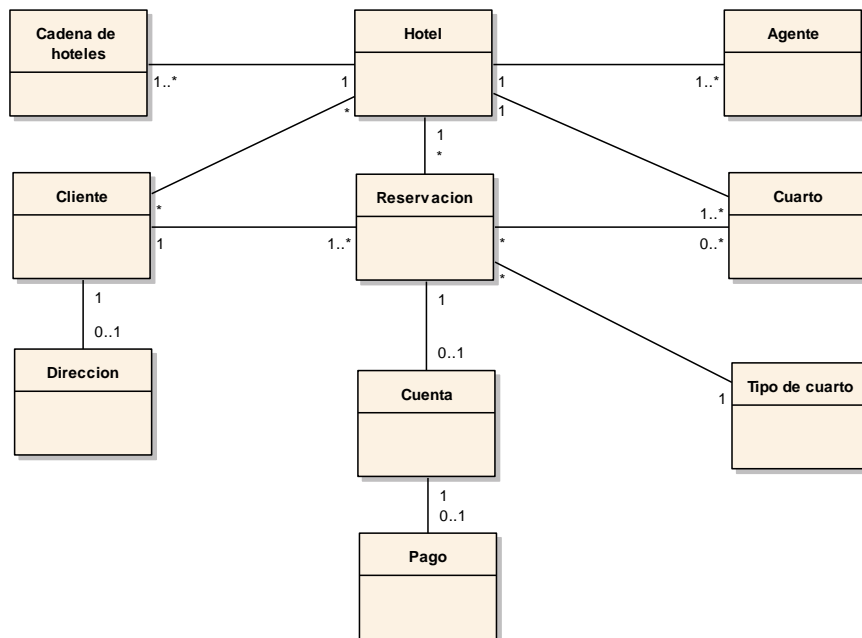 Cadena de
hoteles
Hotel
Agente
1..*
1
1
1..*
*
1
1
*
Cliente
Reservacion
Cuarto
*
1..*
1
1..*
*
0..*
*
1
1
0..1
0..1
Direccion
Cuenta
Tipo de cuarto
1
1
0..1
Pago